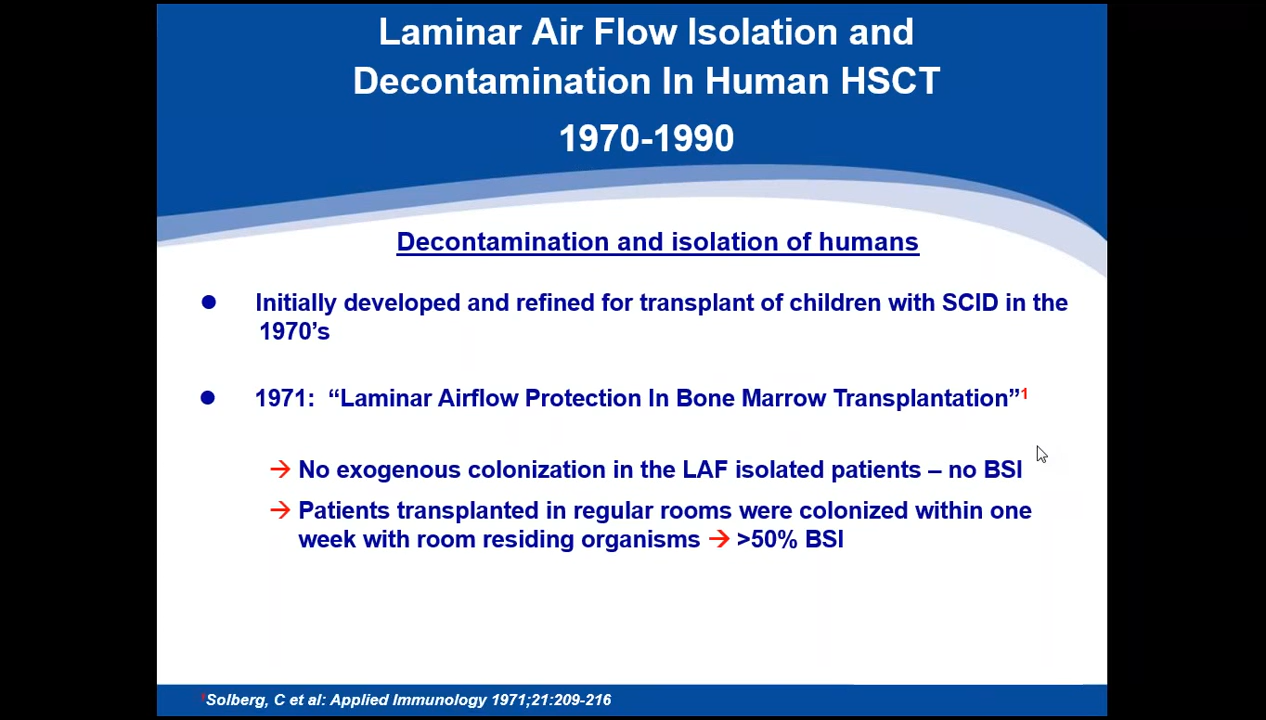 Laminar Air Flow Isolation and
Decontamination In Human HSCT
1970-1990
Decontamination and isolation of humans
● Initially developed and refined for transplant of children with SCID in the
1970’s
● 1971: “Laminar Airflow Protection In Bone Marrow Transplantation”1
→ No exogenous colonization in the LAF isolated patients – no BSI
→ Patients transplanted in regular rooms were colonized within one
week with room residing organisms → >50% BSI
1Solberg, C et al: Applied Immunology 1971;21:209-216